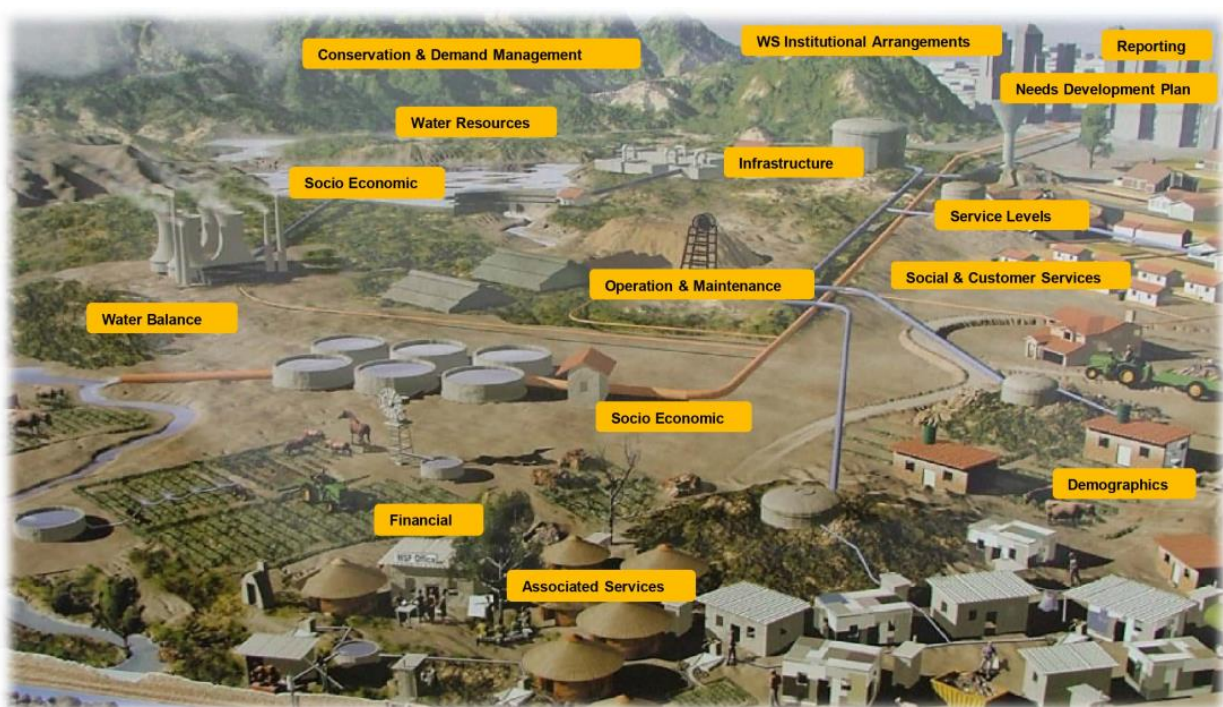 WS Institutional Arrangements
Reporting
Conservation & Demand Management
Needs Development Plan
Water Resources
Infrastructure
Socio Economic
Service Levels
Social & Customer Services
Operation & Maintenance
Water Balance
Socio Economic
Demographics
Financial
WSP Office
Associated Services